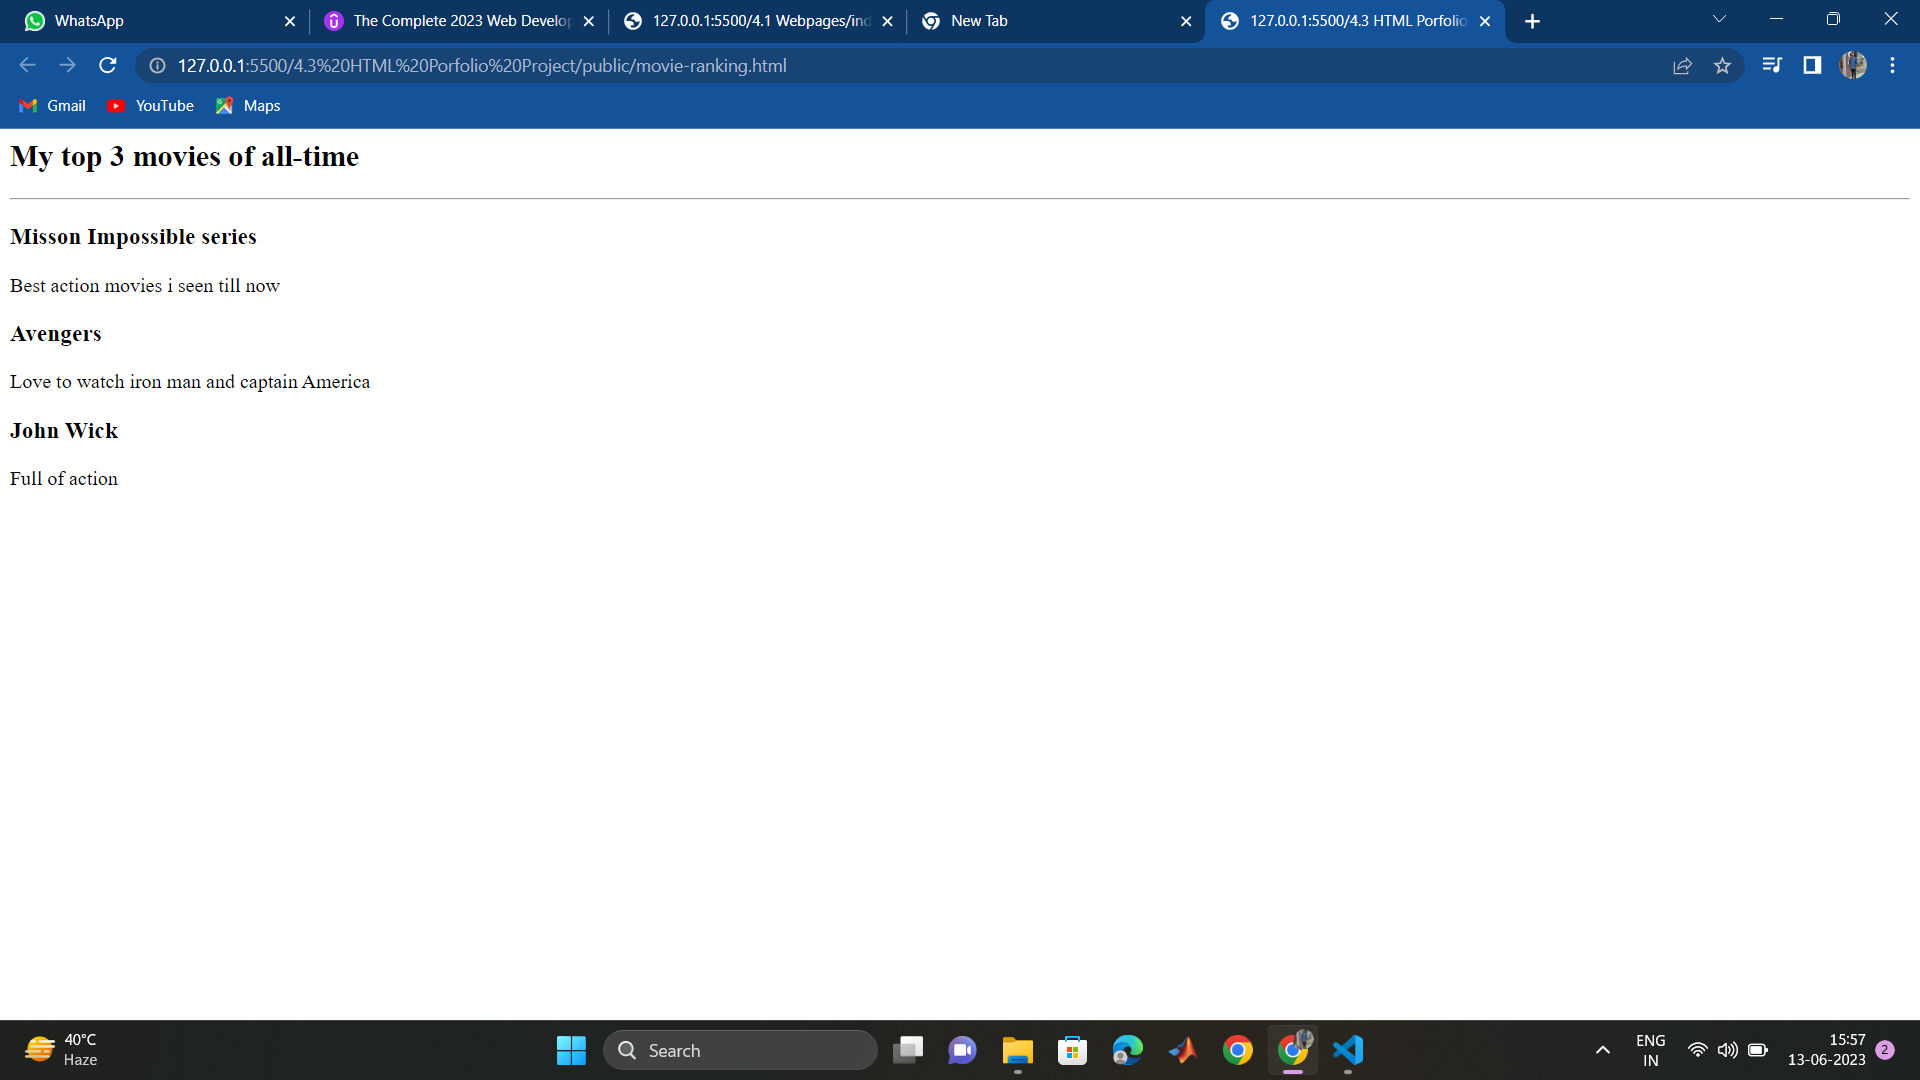 WhatsApp
The Complete 2023 Web Develop
127.0.0.1:5500/4.1 Webpages/ind
New Tab
127.0.0.1:5500/4.3 HTML Porfolio
127.0.0.1:5500/4.3%20HTML%20Porfolio%20Project/public/movie-ranking.html
Gmail
YouTube
Maps
My top 3 movies of all-time
Misson Impossible series
Best action movies i seen till now
Avengers
Love to watch iron man and captain America
John Wick
Full of action
40°C
Haze
Search
ENG
IN
15:57
13-06-2023
2